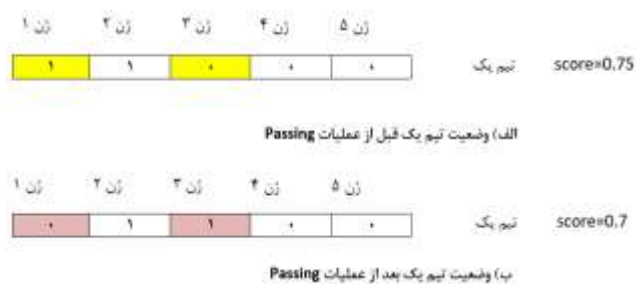 ژن ۱ ژن ۲ ژن ۳ ژن ۴ ژن ۵
۱ ۱ ۰ ۰ ۰ تیم یک score=0.75
الف) وضعیت تیم یک قبل از عملیات Passing
ژن ۱ ژن ۲ ژن ۳ ژن ۴ ژن ۵
۰ ۱ ۱ ۰ ۰ تیم یک score=0.7
ب) وضعیت تیم یک بعد از عملیات Passing